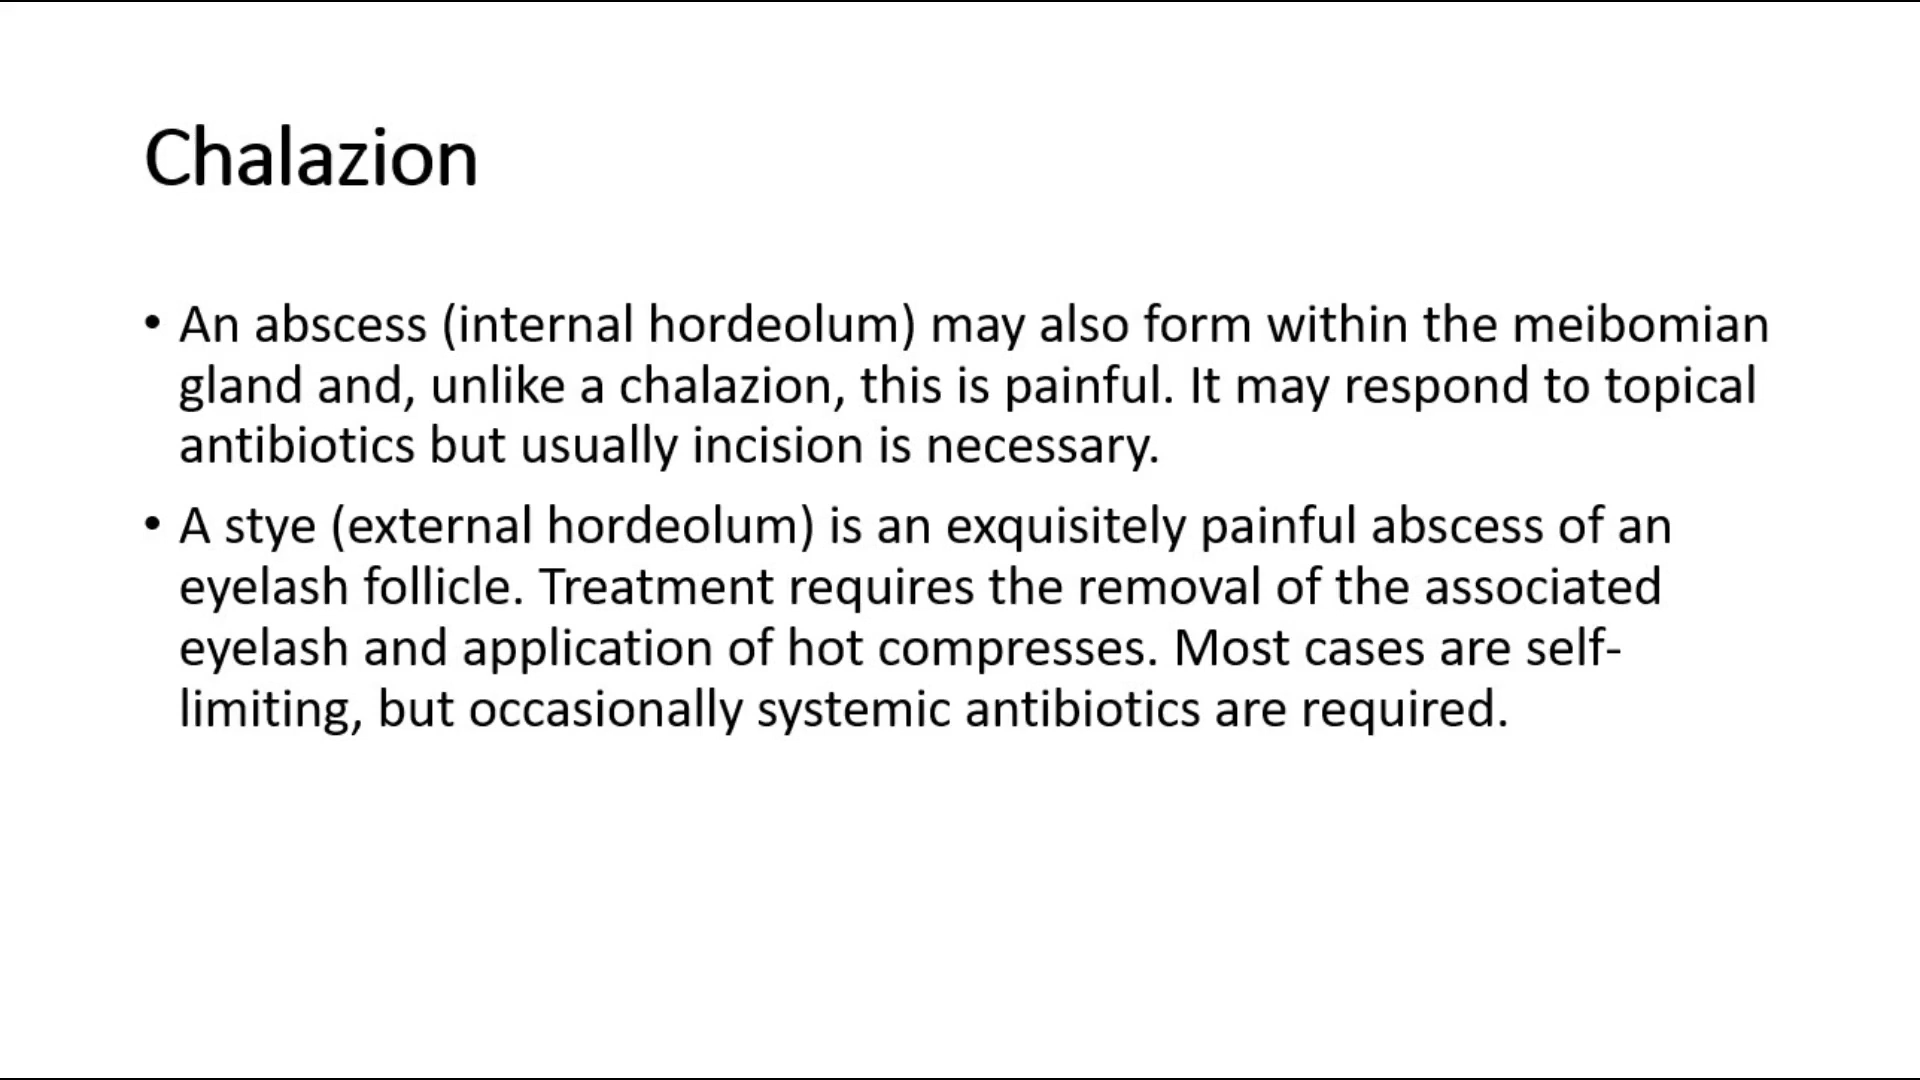 Chalazion
• An abscess (internal hordeolum) may also form within the meibomian
gland and, unlike a chalazion, this is painful. It may respond to topical
antibiotics but usually incision is necessary.
• A stye (external hordeolum) is an exquisitely painful abscess of an
eyelash follicle. Treatment requires the removal of the associated
eyelash and application of hot compresses. Most cases are self-
limiting, but occasionally systemic antibiotics are required.